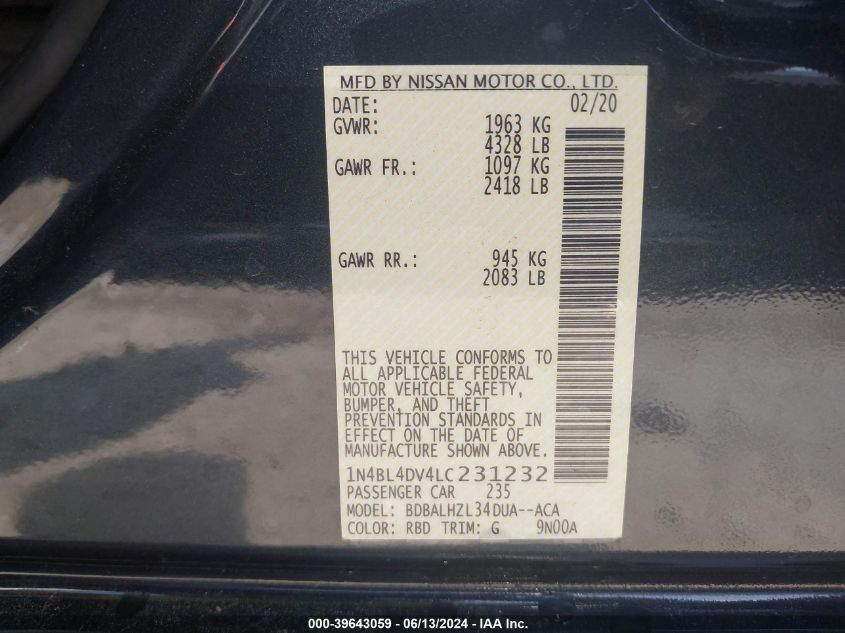 MFD BY NISSAN MOTOR CO., LTD.
DATE: 02/20
GVWR: 1963 KG
4328 LB
GAWR FR.: 1097 KG
2418 LB
GAWR RR.: 945 KG
2083 LB
THIS VEHICLE CONFORMS TO
ALL APPLICABLE FEDERAL
MOTOR VEHICLE SAFETY,
BUMPER, AND THEFT
PREVENTION STANDARDS IN
EFFECT ON THE DATE OF
MANUFACTURE SHOWN ABOVE.
1N4BL4DV4LC231232
PASSENGER CAR 235
MODEL: BDBALHZL34DUA--ACA
COLOR: RBD TRIM: G 9N00A
000-39643059 - 06/13/2024 - IAA Inc.